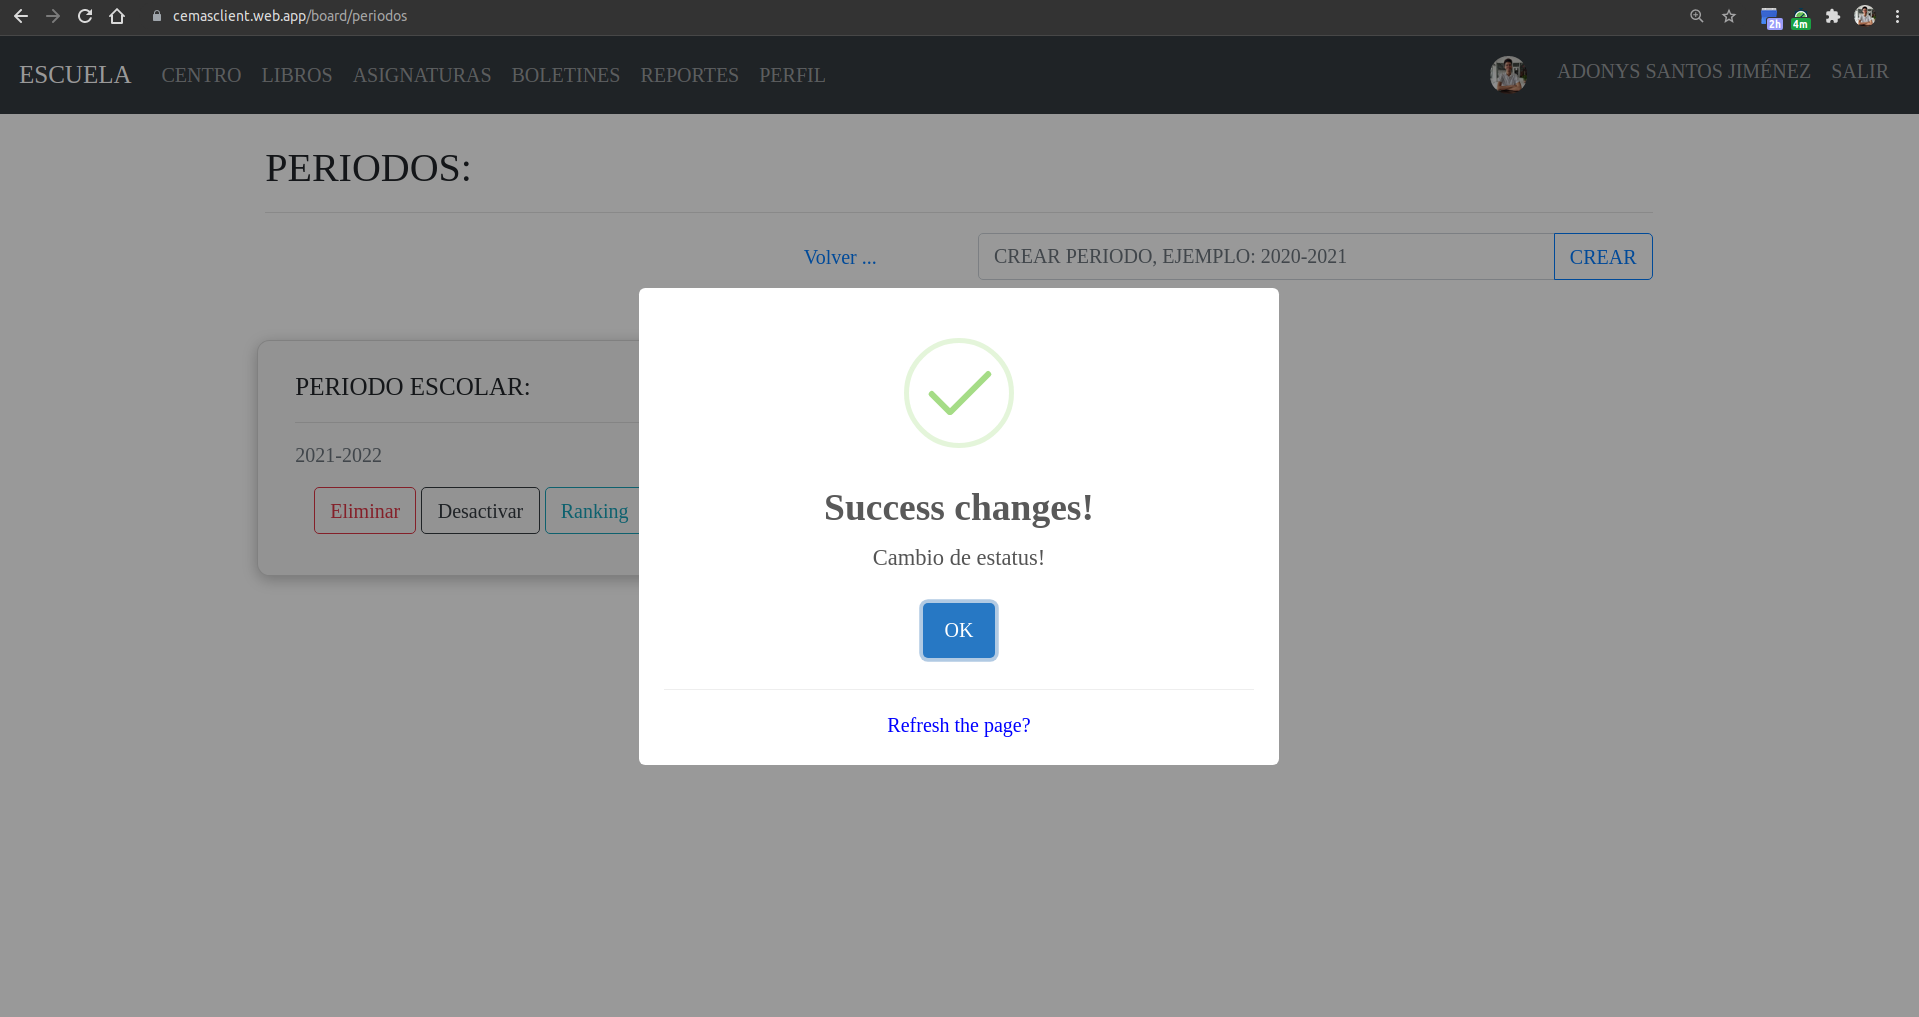 cemasclient.web.app/board/periodos
2h
4m
ESCUELA CENTRO LIBROS ASIGNATURAS BOLETINES REPORTES PERFIL ADONYS SANTOS JIMÉNEZ SALIR
PERIODOS:
Volver ... CREAR PERIODO, EJEMPLO: 2020-2021 CREAR
PERIODO ESCOLAR:
2021-2022
Eliminar Desactivar Ranking
Success changes!
Cambio de estatus!
OK
Refresh the page?